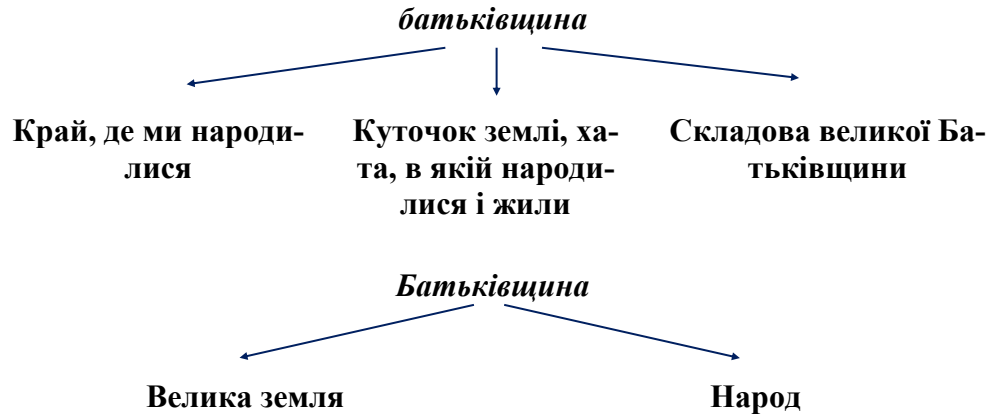 батьківщина
Край, де ми народи- Куточок землі, ха- Складова великої Ба-
лися та, в якій народи- тьківщини
лися і жили
Батьківщина
Велика земля Народ